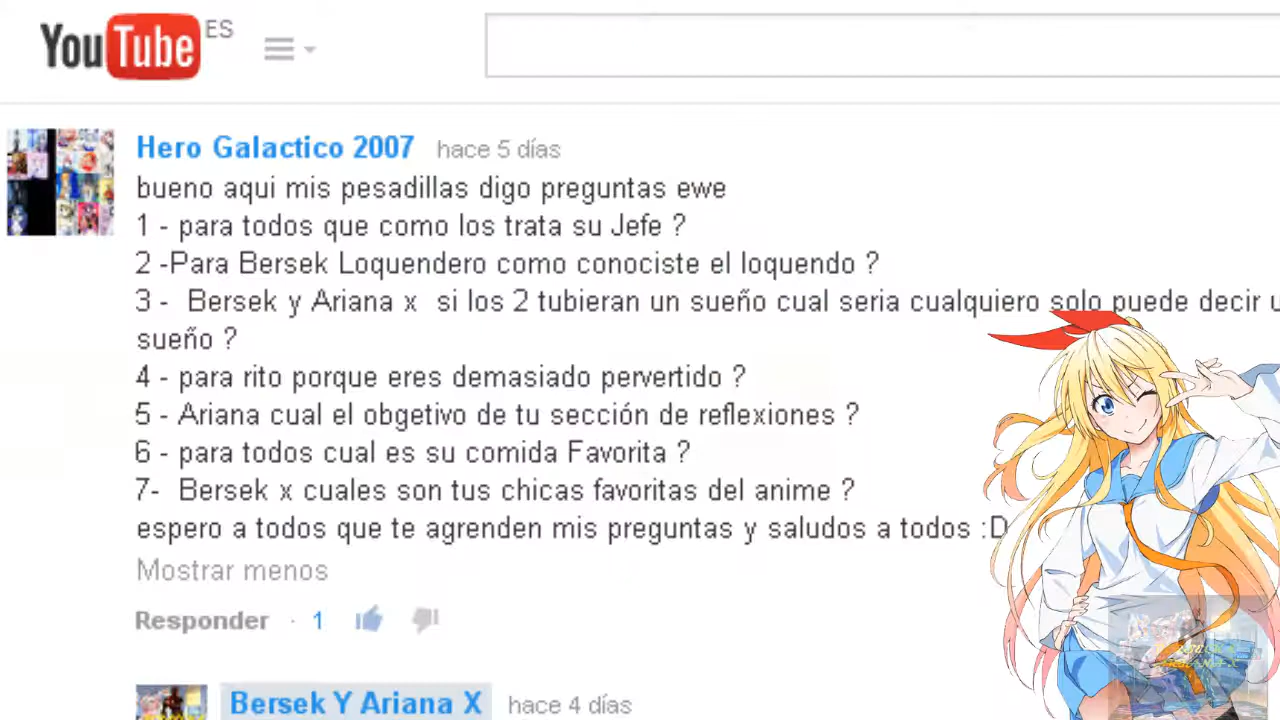 YouTube ES
Hero Galactico 2007 hace 5 días
bueno aqui mis pesadillas digo preguntas ewe
1 - para todos que como los trata su Jefe ?
2 -Para Bersek Loquendero como conociste el loquendo ?
3 - Bersek y Ariana x si los 2 tubieran un sueño cual seria cualquiero solo puede decir u
sueño ?
4 - para rito porque eres demasiado pervertido ?
5 - Ariana cual el obgetivo de tu sección de reflexiones ?
6 - para todos cual es su comida Favorita ?
7- Bersek x cuales son tus chicas favoritas del anime ?
espero a todos que te agrenden mis preguntas y saludos a todos :D
Mostrar menos
Responder · 1
Bersek Y Ariana X hace 4 días